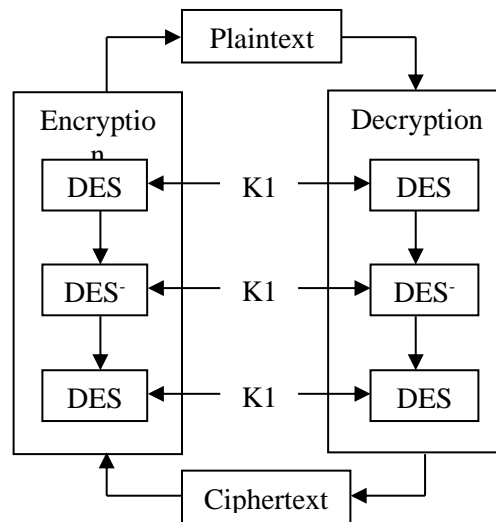 Plaintext
Encryptio
n
Decryption
DES K1 DES
DES- K1 DES-
DES K1 DES
Ciphertext